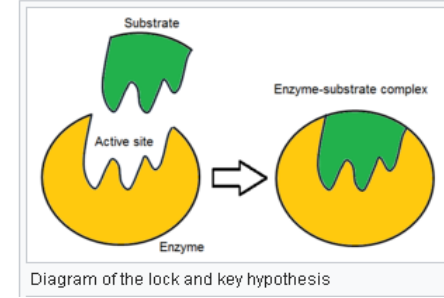 Substrate
Enzyme-substrate complex
Active site
Enzyme
Diagram of the lock and key hypothesis